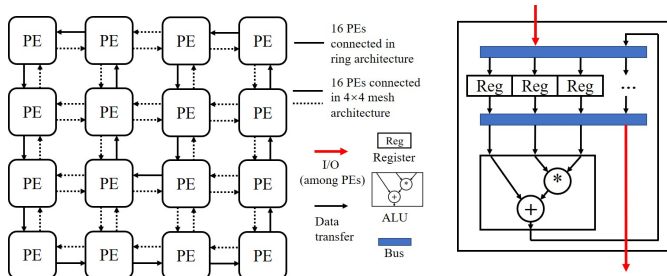 PE PE PE PE
PE PE PE PE
PE PE PE PE
PE PE PE PE
16 PEs
connected in
ring architecture
16 PEs connected
in 4×4 mesh
architecture
I/O
(among PEs)
Data
transfer
Reg
Register
*
+
ALU
Bus
Reg Reg Reg ...
*
+